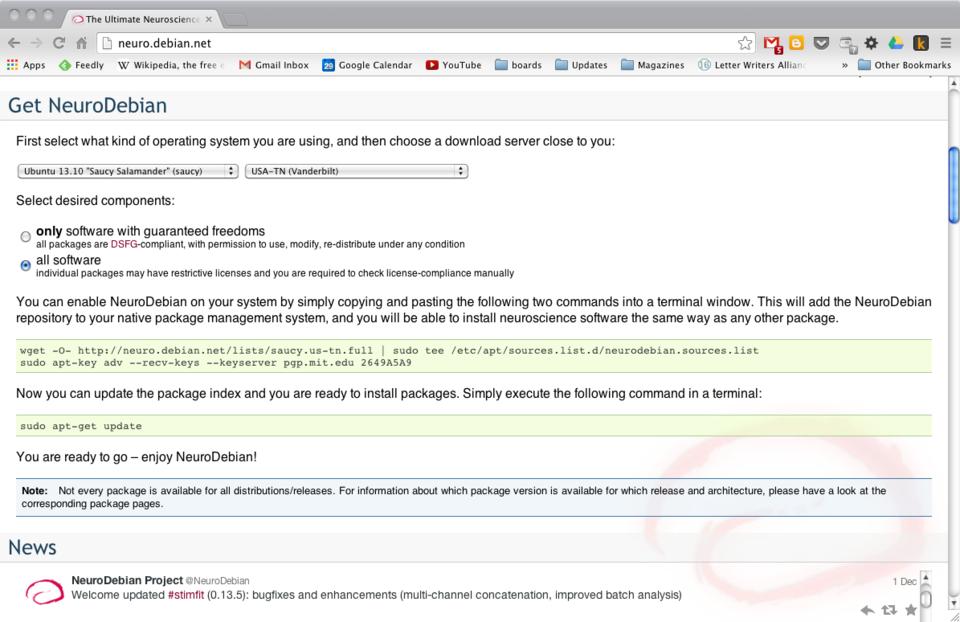 The Ultimate Neuroscience
neuro.debian.net
5
Apps
Feedly
W Wikipedia, the free e
Gmail Inbox
20 Google Calendar
YouTube
boards
Updates
Magazines
Letter Writers Allianc
» Other Bookmarks
Get NeuroDebian
First select what kind of operating system you are using, and then choose a download server close to you:
Ubuntu 13.10 "Saucy Salamander" (saucy)
USA-TN (Vanderbilt)
Select desired components:
only software with guaranteed freedoms
all packages are DSFG-compliant, with permission to use, modify, re-distribute under any condition
all software
individual packages may have restrictive licenses and you are required to check license-compliance manually
You can enable NeuroDebian on your system by simply copying and pasting the following two commands into a terminal window. This will add the NeuroDebian
repository to your native package management system, and you will be able to install neuroscience software the same way as any other package.
wget -O- http://neuro.debian.net/lists/saucy.us-tn.full | sudo tee /etc/apt/sources.list.d/neurodebian.sources.list
sudo apt-key adv --recv-keys --keyserver pgp.mit.edu 2649A5A9
Now you can update the package index and you are ready to install packages. Simply execute the following command in a terminal:
sudo apt-get update
You are ready to go – enjoy NeuroDebian!
Note: Not every package is available for all distributions/releases. For information about which package version is available for which release and architecture, please have a look at the
corresponding package pages.
News
NeuroDebian Project @NeuroDebian
1 Dec
Welcome updated #stimfit (0.13.5): bugfixes and enhancements (multi-channel concatenation, improved batch analysis)